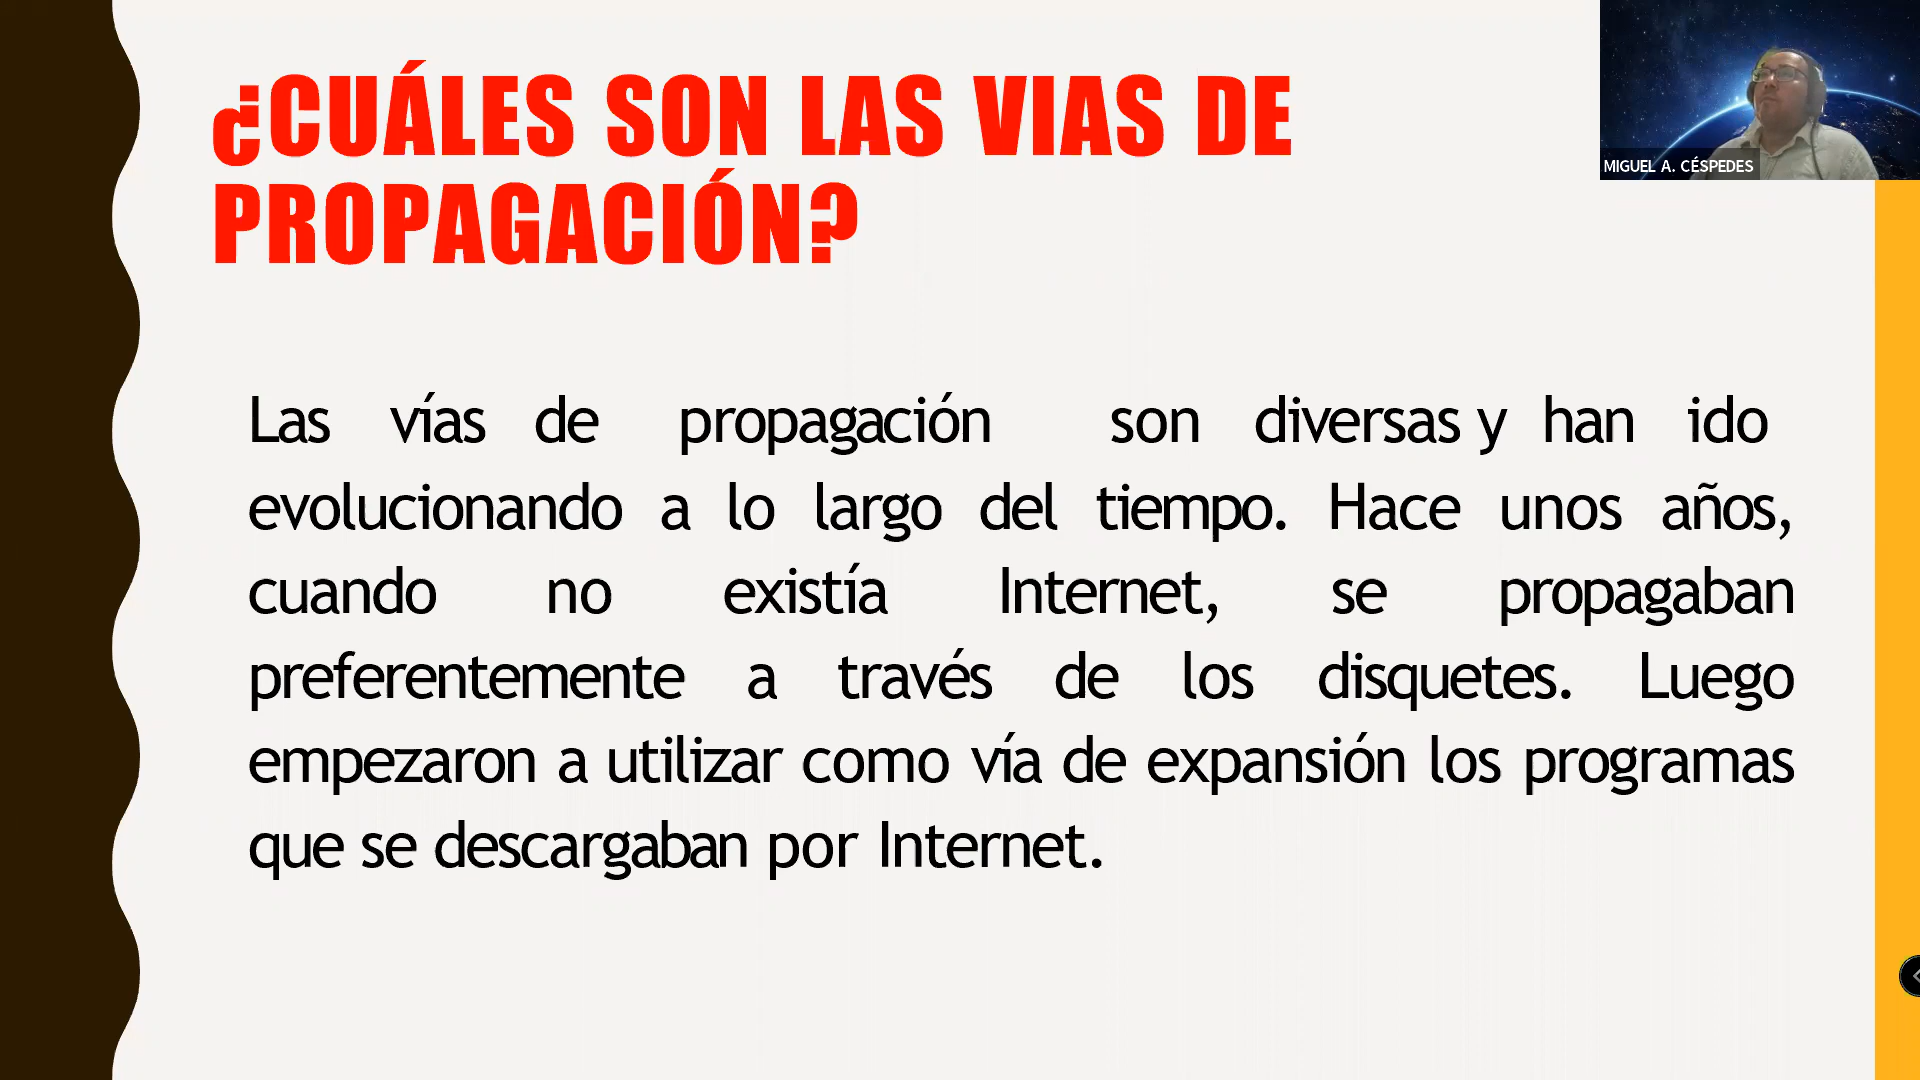 ¿CUÁLES SON LAS VIAS DE
PROPAGACIÓN?
MIGUEL A. CÉSPEDES
Las vías de propagación son diversas y han ido
evolucionando a lo largo del tiempo. Hace unos años,
cuando no existía Internet, se propagaban
preferentemente a través de los disquetes. Luego
empezaron a utilizar como vía de expansión los programas
que se descargaban por Internet.